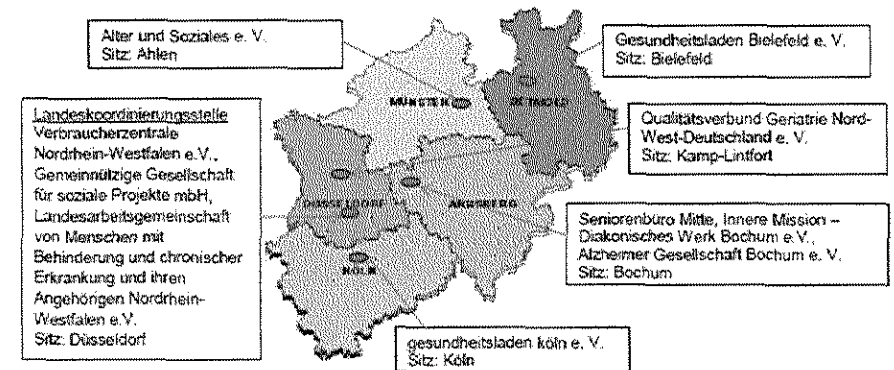 Alter und Soziales e. V.
Sitz: Ahlen
Gesundheitsladen Bielefeld e. V.
Sitz: Bielefeld
Landeskoordinierungsstelle
Verbraucherzentrale
Nordrhein-Westfalen e.V.,
Gemeinnützige Gesellschaft
für soziale Projekte mbH,
Landesarbeitsgemeinschaft
von Menschen mit
Behinderung und chronischer
Erkrankung und ihren
Angehörigen Nordrhein-
Westfalen e.V.
Sitz: Düsseldorf
MÜNSTER
DETMOLD
Qualitätsverbund Geriatrie Nord-
West-Deutschland e. V.
Sitz: Kamp-Lintfort
DÜSSELDORF
ARNSBERG
Seniorenbüro Mitte, Innere Mission –
Diakonisches Werk Bochum e.V.,
Alzheimer Gesellschaft Bochum e. V.
Sitz: Bochum
KÖLN
gesundheitsladen köln e. V.
Sitz: Köln